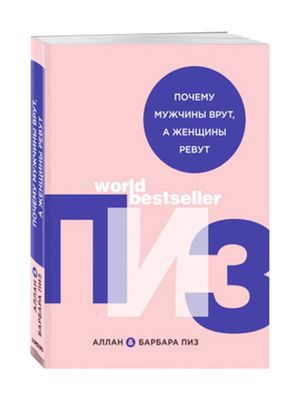 ПОЧЕМУ
МУЖЧИНЫ ВРУТ,
А ЖЕНЩИНЫ
РЕВУТ
world
bestseller
ПИЗ
АЛЛАН & БАРБАРА ПИЗ
ПОЧЕМУ МУЖЧИНЫ ВРУТ,
А ЖЕНЩИНЫ РЕВУТ
АЛЛАН &
БАРБАРА ПИЗ